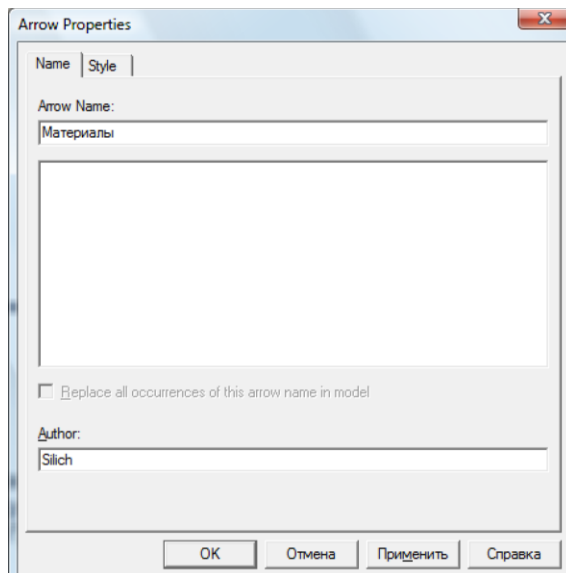 Arrow Properties
Name Style
Arrow Name:
Материалы
Replace all occurrences of this arrow name in model
Author:
Silich
OK Отмена Применить Справка